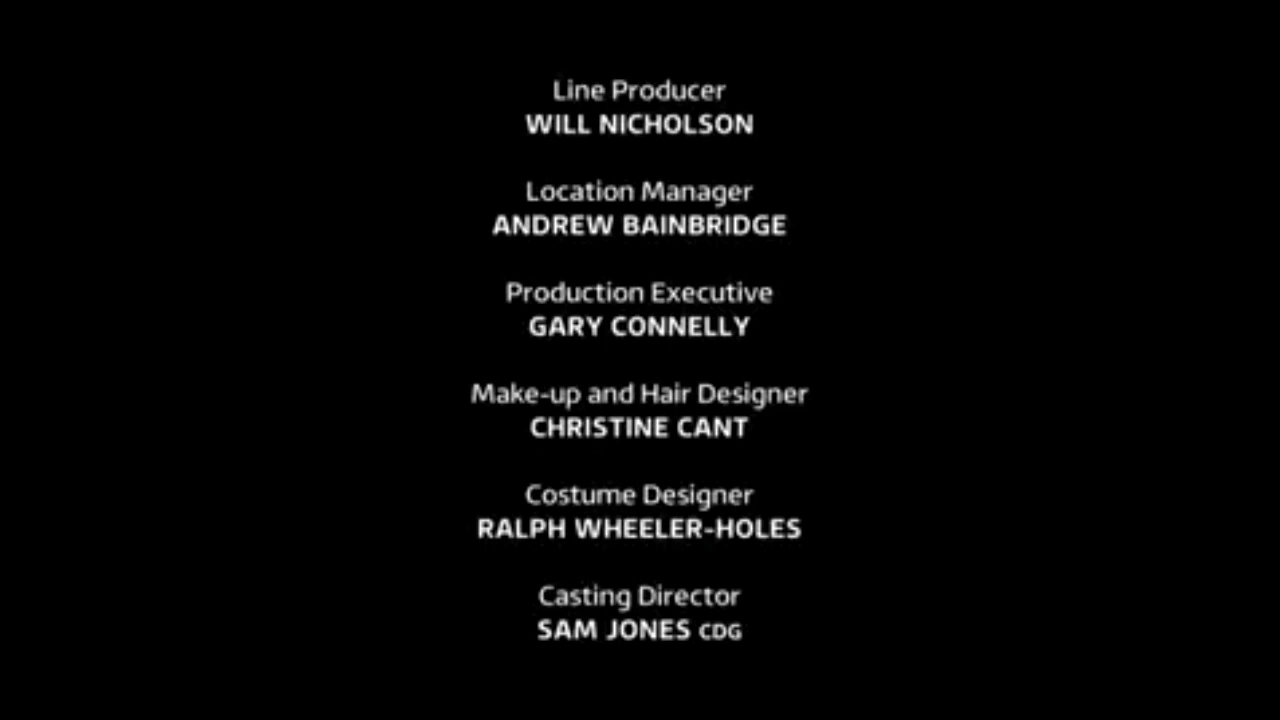 Line Producer
WILL NICHOLSON
Location Manager
ANDREW BAINBRIDGE
Production Executive
GARY CONNELLY
Make-up and Hair Designer
CHRISTINE CANT
Costume Designer
RALPH WHEELER-HOLES
Casting Director
SAM JONES CDG